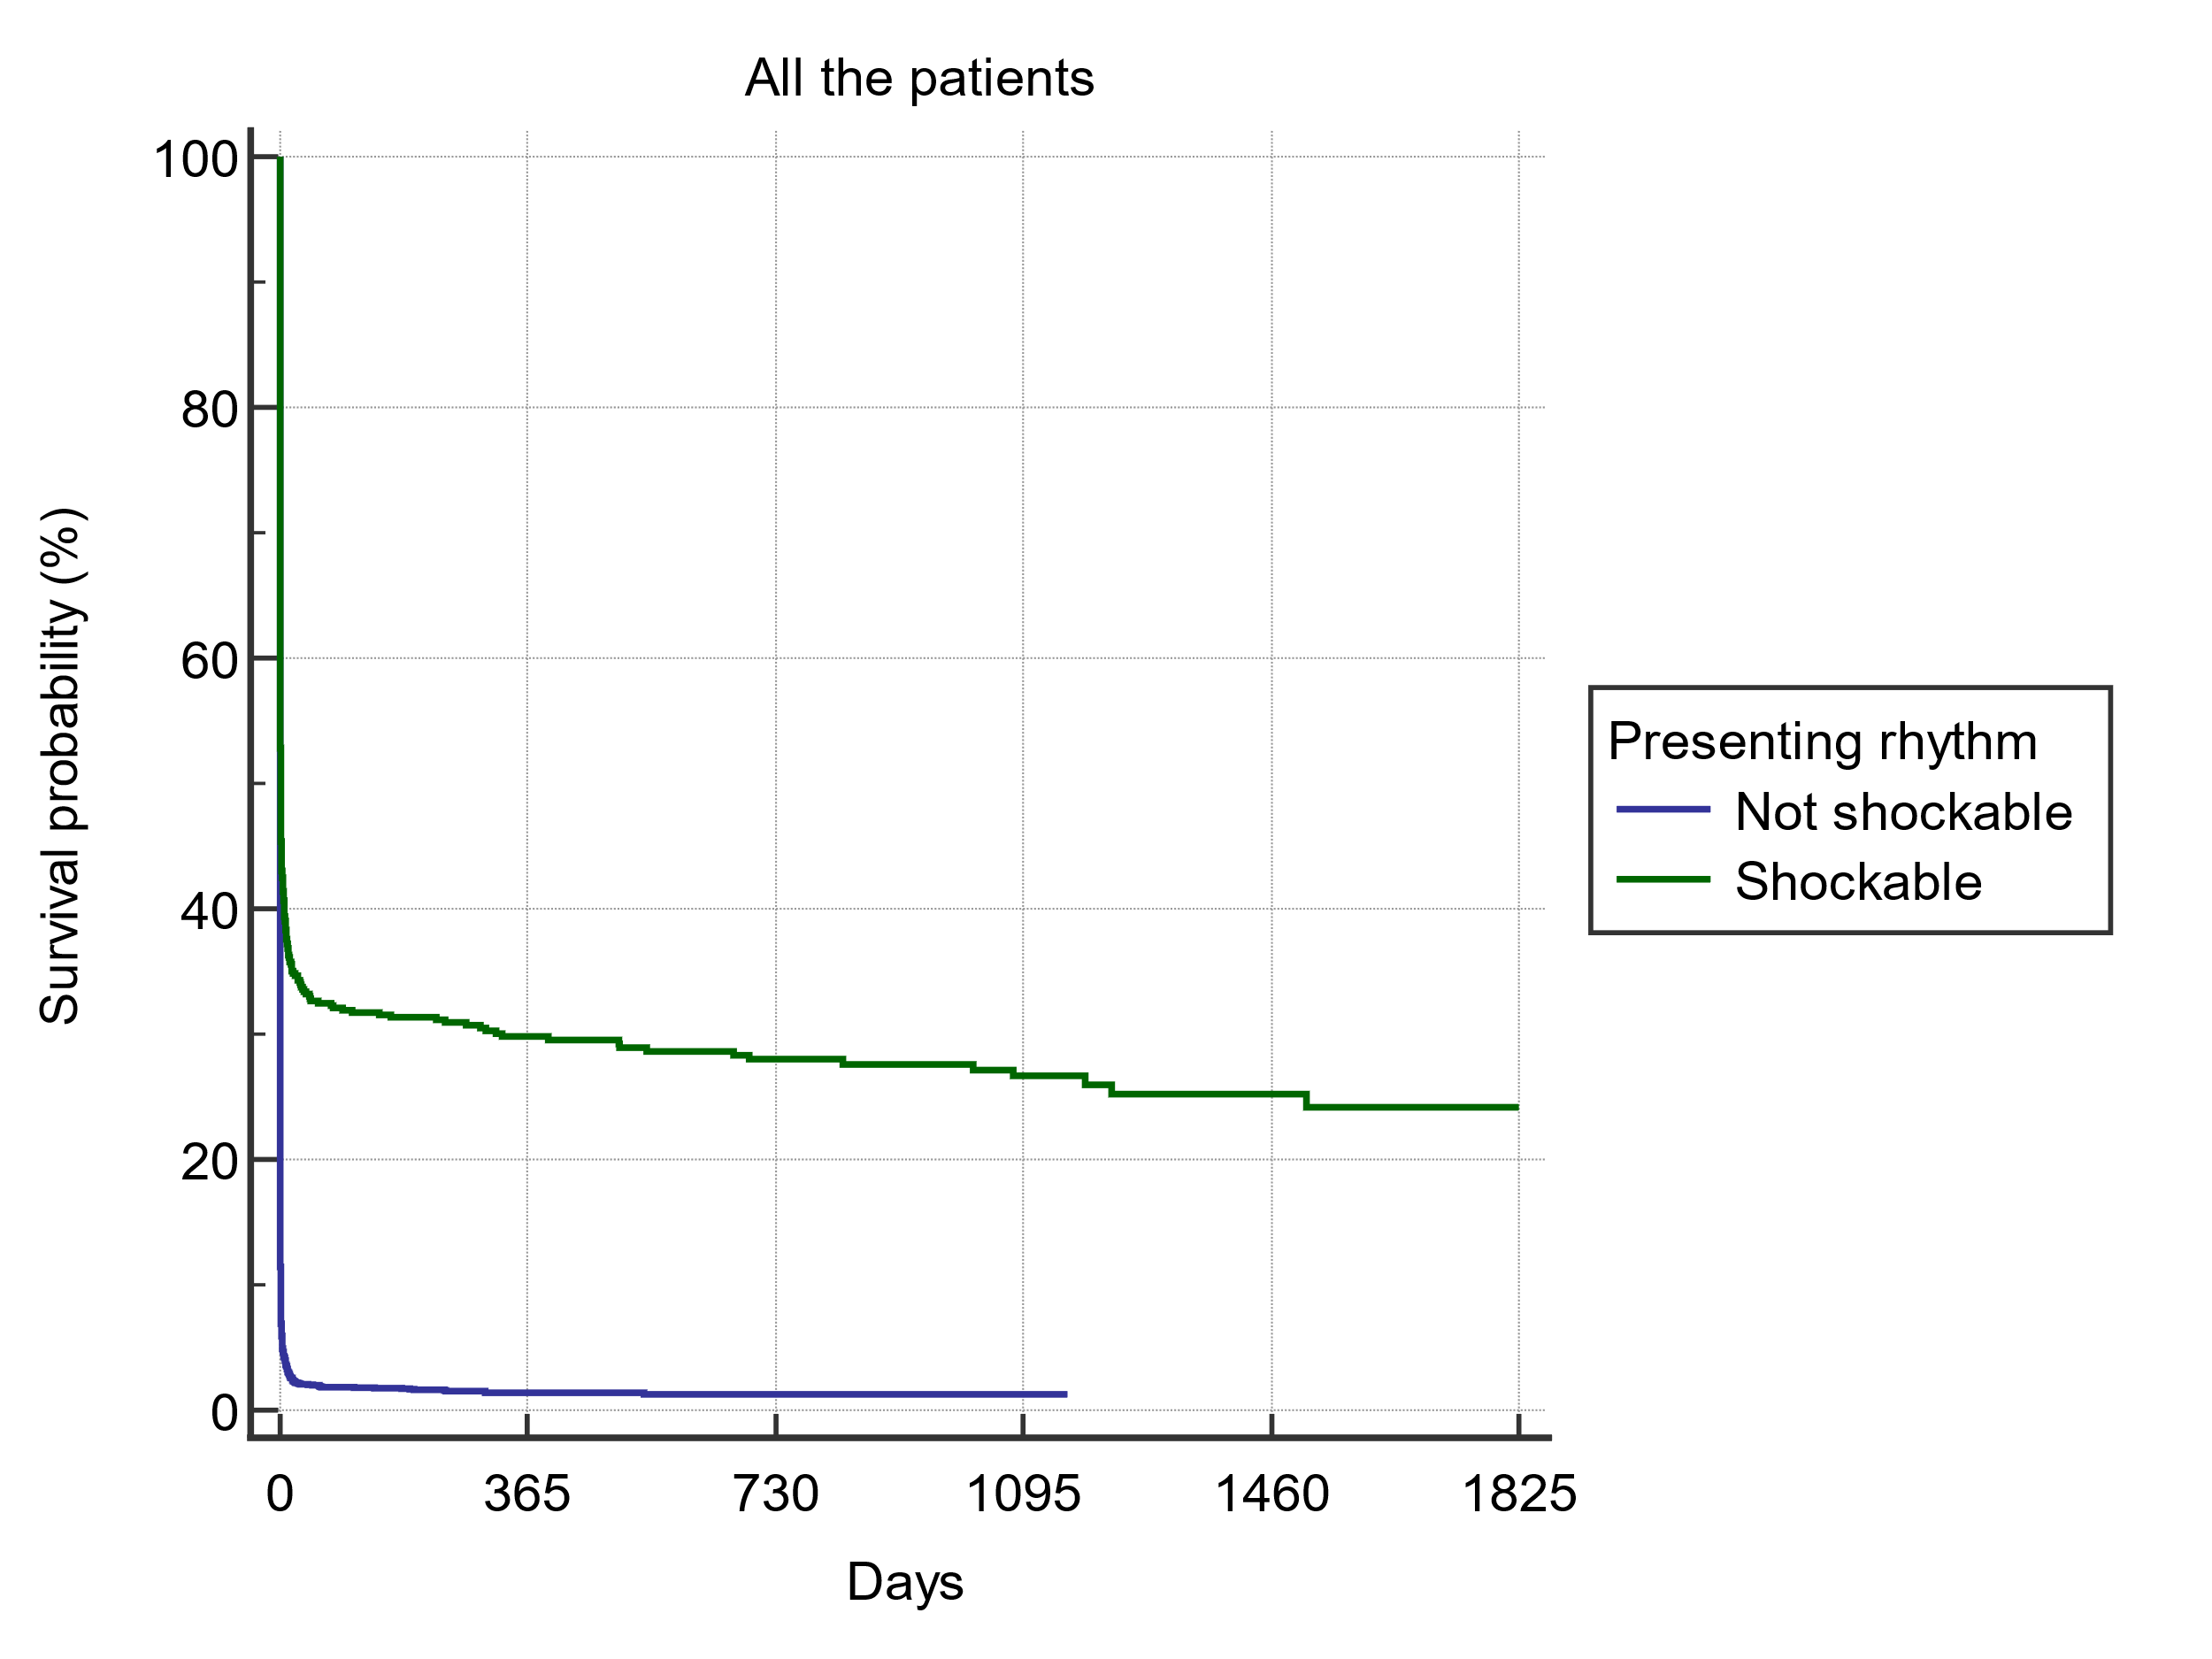 All the patients
Survival probability (%)
100
80
60
40
20
0
0 365 730 1095 1460 1825
Days
Presenting rhythm
Not shockable
Shockable